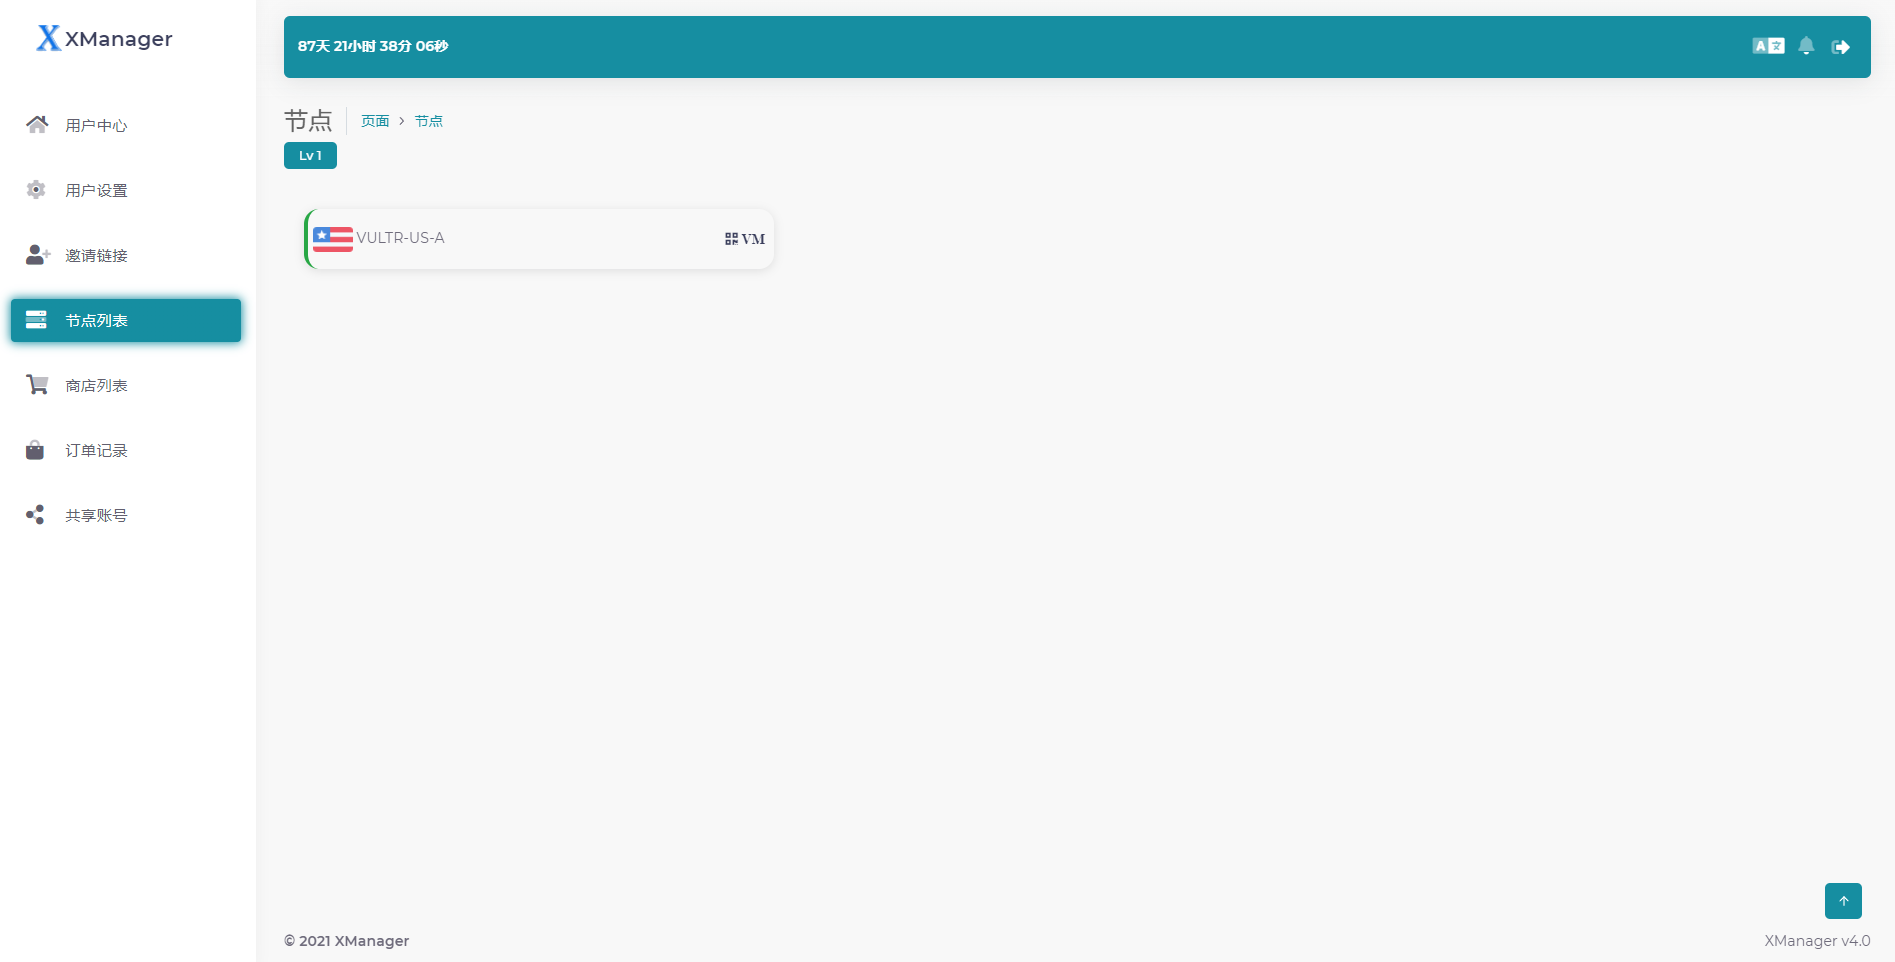 XManager
用户中心
用户设置
邀请链接
节点列表
商店列表
订单记录
共享账号
87天 21小时 38分 06秒
节点
页面 > 节点
Lv 1
VULTR-US-A
VM
© 2021 XManager
XManager v4.0